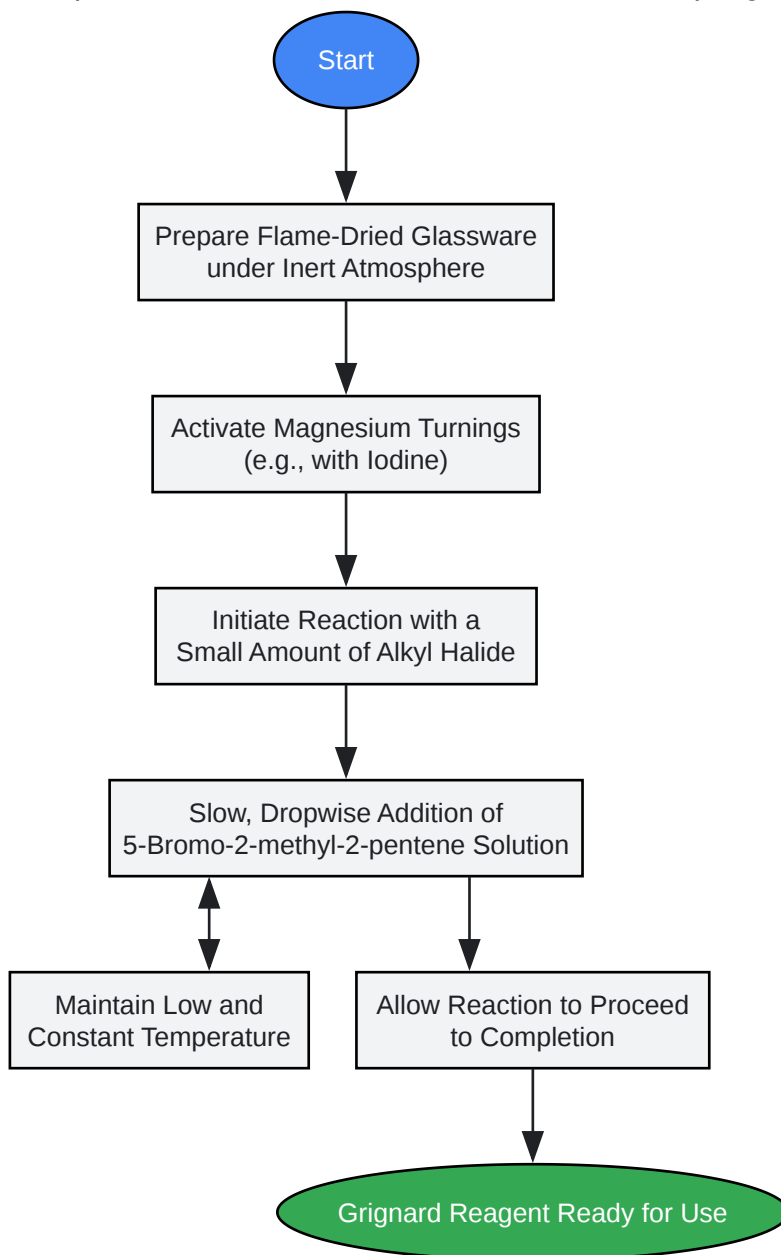 Start
Prepare Flame-Dried Glassware
under Inert Atmosphere
Activate Magnesium Turnings
(e.g., with Iodine)
Initiate Reaction with a
Small Amount of Alkyl Halide
Slow, Dropwise Addition of
5-Bromo-2-methyl-2-pentene Solution
Maintain Low and
Constant Temperature
Allow Reaction to Proceed
to Completion
Grignard Reagent Ready for Use